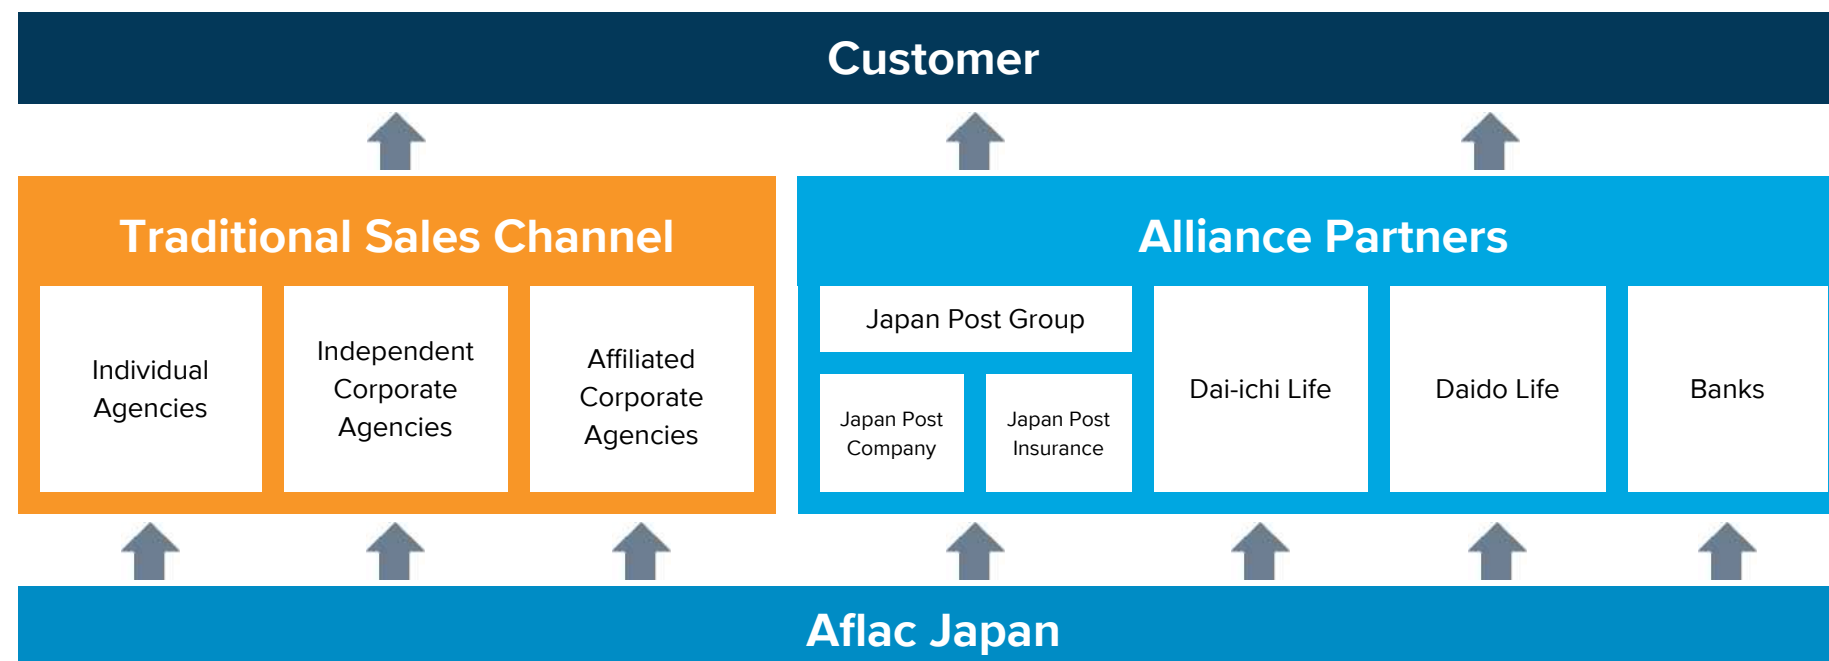 Customer
Traditional Sales Channel
Individual
Agencies
Independent
Corporate
Agencies
Affiliated
Corporate
Agencies
Alliance Partners
Japan Post Group
Japan Post
Company
Japan Post
Insurance
Dai-ichi Life
Daido Life
Banks
Aflac Japan